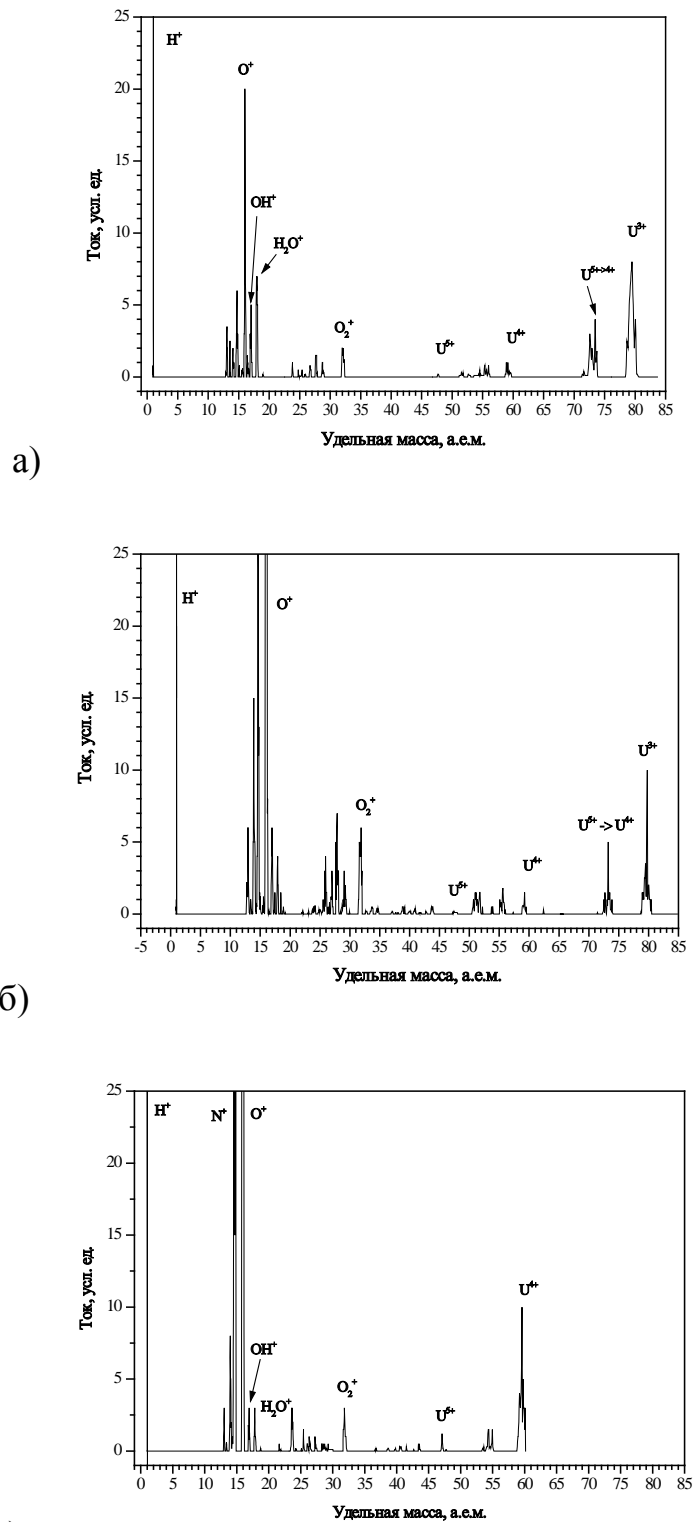 25
20
15
10
5
0
Ток, усл. ед.
H⁺
O⁺
OH⁺
H₂O⁺
O₂⁺
U⁵⁺
U⁴⁺
U⁵⁺->4⁺
U³⁺
0 5 10 15 20 25 30 35 40 45 50 55 60 65 70 75 80 85
Удельная масса, а.е.м.
а)
25
20
15
10
5
0
Ток, усл. ед.
H⁺
O⁺
O₂⁺
U⁵⁺
U⁴⁺
U⁵⁺ -> U⁴⁺
U³⁺
-5 0 5 10 15 20 25 30 35 40 45 50 55 60 65 70 75 80 85
Удельная масса, а.е.м.
б)
25
20
15
10
5
0
Ток, усл. ед.
H⁺
N⁺
O⁺
OH⁺
H₂O⁺
O₂⁺
U⁵⁺
U⁴⁺
0 5 10 15 20 25 30 35 40 45 50 55 60 65 70 75 80 85
Удельная масса, а.е.м.